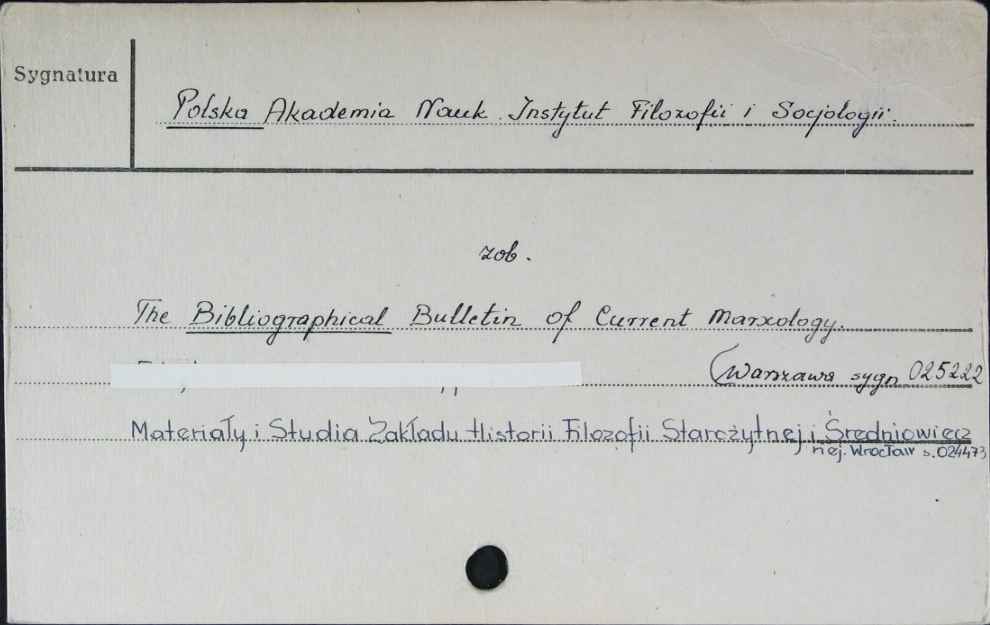 Sygnatura
Polska Akademia Nauk. Instytut Filozofii i Socjologii.
zob.
The Bibliographical Bulletin of Current Marxology.
(Warszawa sygn 025222
Materiały i Studia Zakładu Historii Filozofii Starożytnej i Średniowiecz
nej. Wrocław s. 024473